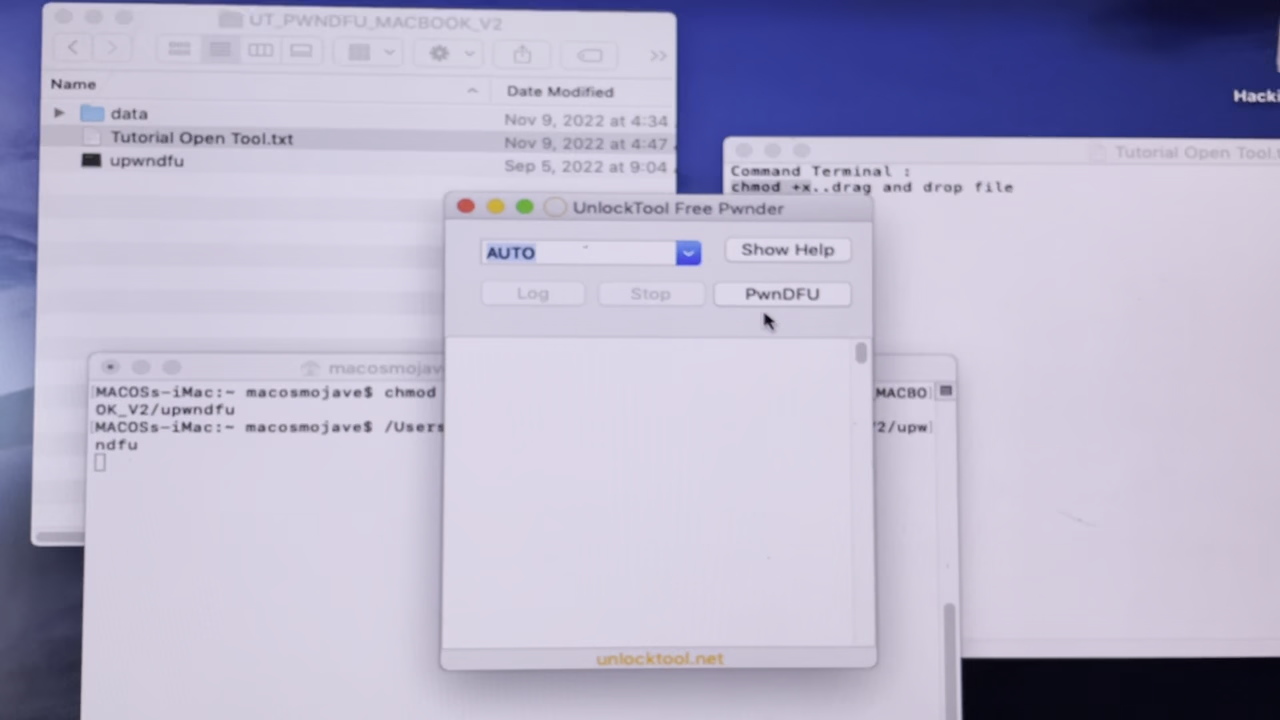 UT_PWNDFU_MACBOOK_V2
Name
Date Modified
data
Nov 9, 2022 at 4:34
Tutorial Open Tool.txt
Nov 9, 2022 at 4:47
upwndfu
Sep 5, 2022 at 9:04
Hacki
Tutorial Open Tool.t
Command Terminal :
chmod +x..drag and drop file
UnlockTool Free Pwnder
AUTO
Show Help
Log
Stop
PwnDFU
macosmojav
MACOSs-iMac:~ macosmojave$ chmod
MACBO
OK_V2/upwndfu
MACOSs-iMac:~ macosmojave$ /Users
2/upw
ndfu
unlocktool.net